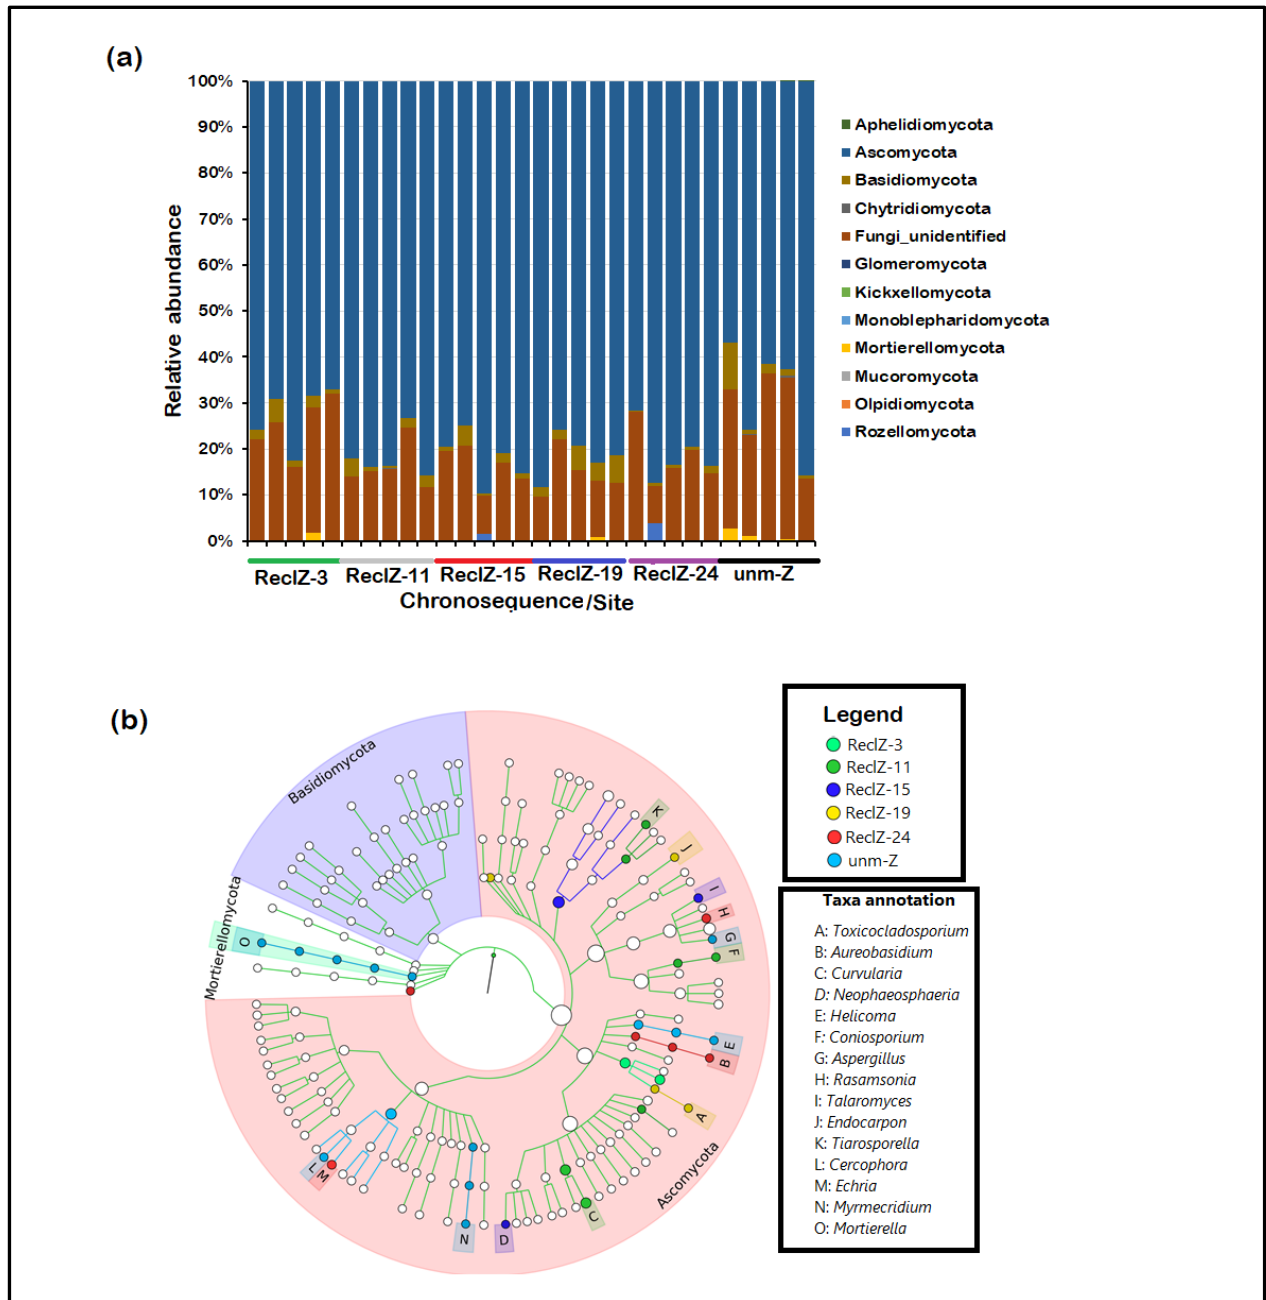 (a)
100%
90%
80%
70%
60%
50%
40%
30%
20%
10%
0%
Relative abundance
ReclZ-3
ReclZ-11
ReclZ-15
ReclZ-19
ReclZ-24
unm-Z
Chronosequence/Site
Aphelidiomycota
Ascomycota
Basidiomycota
Chytridiomycota
Fungi_unidentified
Glomeromycota
Kickxellomycota
Monoblepharidomycota
Mortierellomycota
Mucoromycota
Olpidiomycota
Rozellomycota
(b)
Basidiomycota
Mortierellomycota
Ascomycota
K
J
I
H
G
F
E
B
A
C
D
N
M
L
O
Legend
ReclZ-3
ReclZ-11
ReclZ-15
ReclZ-19
ReclZ-24
unm-Z
Taxa annotation
A: Toxicocladosporium
B: Aureobasidium
C: Curvularia
D: Neophaeosphaeria
E: Helicoma
F: Coniosporium
G: Aspergillus
H: Rasamsonia
I: Talaromyces
J: Endocarpon
K: Tiarosporella
L: Cercophora
M: Echria
N: Myrmecridium
O: Mortierella